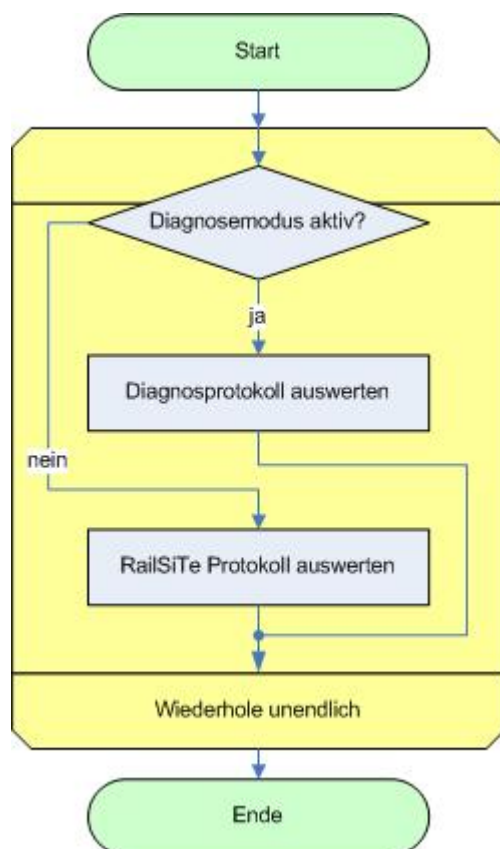 Start
Diagnosemodus aktiv?
ja
Diagnosprotokoll auswerten
nein
RailSiTe Protokoll auswerten
Wiederhole unendlich
Ende